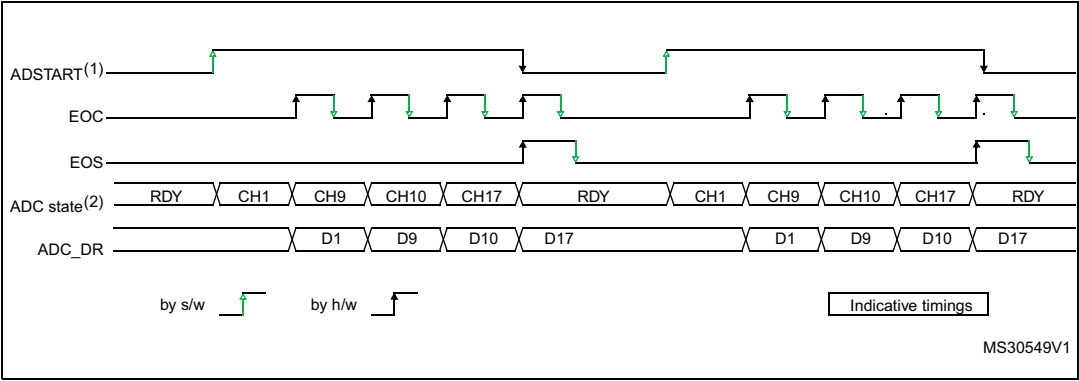 ADSTART(1)
EOC
EOS
ADC state(2) RDY CH1 CH9 CH10 CH17 RDY CH1 CH9 CH10 CH17 RDY
ADC_DR D1 D9 D10 D17 D1 D9 D10 D17
by s/w by h/w Indicative timings
MS30549V1